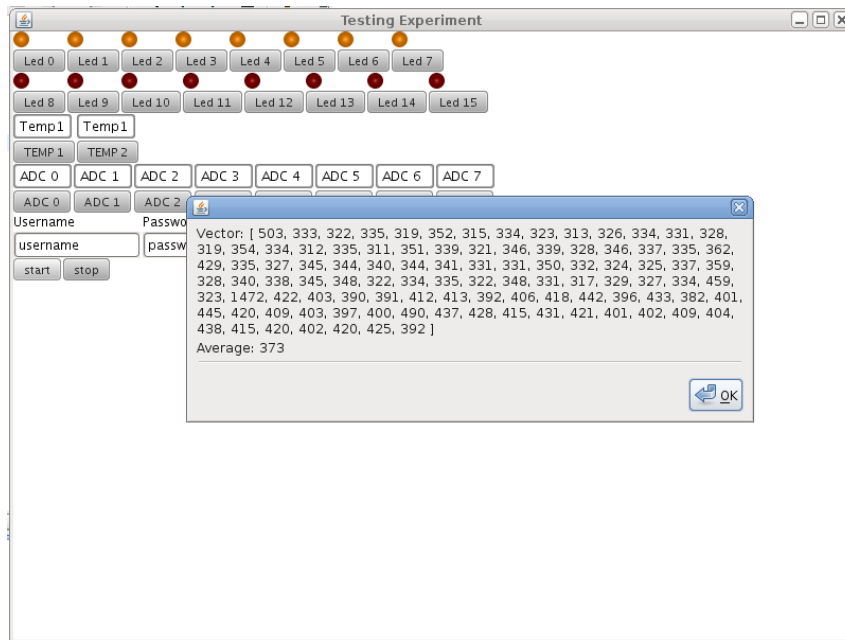 Testing Experiment
Led 0 Led 1 Led 2 Led 3 Led 4 Led 5 Led 6 Led 7
Led 8 Led 9 Led 10 Led 11 Led 12 Led 13 Led 14 Led 15
Temp1 Temp1
TEMP 1 TEMP 2
ADC 0 ADC 1 ADC 2 ADC 3 ADC 4 ADC 5 ADC 6 ADC 7
ADC 0 ADC 1 ADC 2
Username Passwo
username passw
start stop
Vector: [ 503, 333, 322, 335, 319, 352, 315, 334, 323, 313, 326, 334, 331, 328,
319, 354, 334, 312, 335, 311, 351, 339, 321, 346, 339, 328, 346, 337, 335, 362,
429, 335, 327, 345, 344, 340, 344, 341, 331, 331, 350, 332, 324, 325, 337, 359,
328, 340, 338, 345, 348, 322, 334, 335, 322, 348, 331, 317, 329, 327, 334, 459,
323, 1472, 422, 403, 390, 391, 412, 413, 392, 406, 418, 442, 396, 433, 382, 401,
445, 420, 409, 403, 397, 400, 490, 437, 428, 415, 431, 421, 401, 402, 409, 404,
438, 415, 420, 402, 420, 425, 392 ]
Average: 373
OK